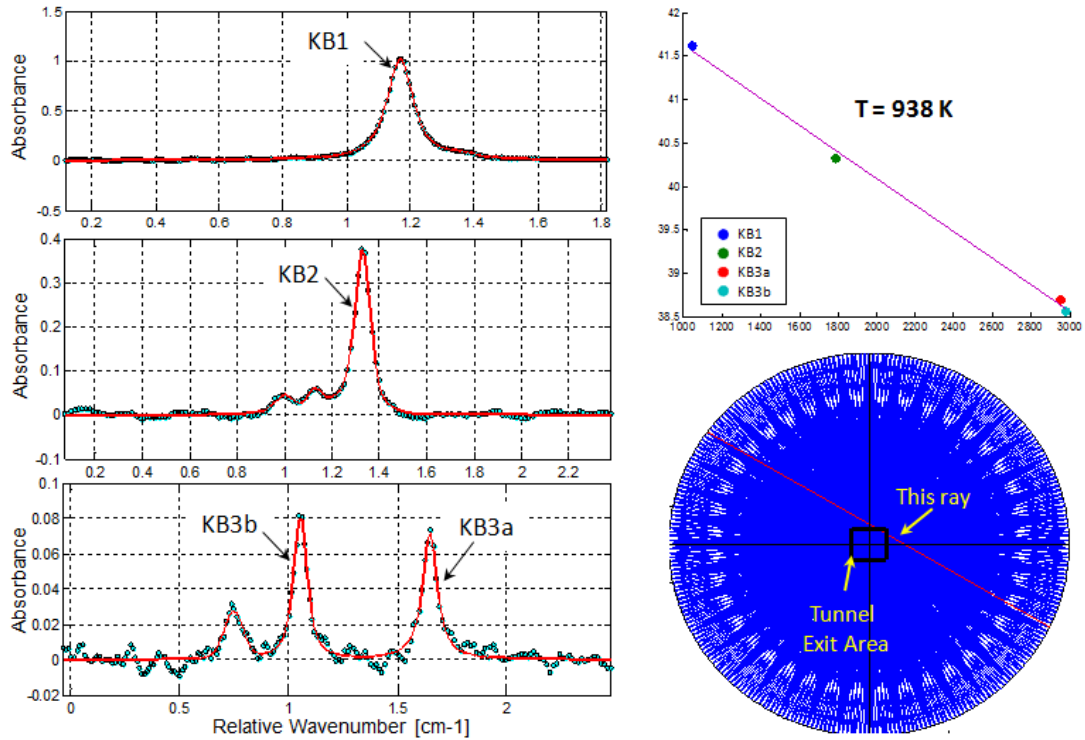 1.5
1
0.5
0
-0.5
Absorbance
KB1
0.2 0.4 0.6 0.8 1 1.2 1.4 1.6 1.8
0.4
0.3
0.2
0.1
0
-0.1
Absorbance
KB2
0.2 0.4 0.6 0.8 1 1.2 1.4 1.6 1.8 2 2.2
0.1
0.08
0.06
0.04
0.02
0
-0.02
Absorbance
KB3b
KB3a
0 0.5 1 1.5 2
Relative Wavenumber [cm-1]
42
41.5
41
40.5
40
39.5
39
38.5
T = 938 K
KB1
KB2
KB3a
KB3b
1000 1200 1400 1600 1800 2000 2200 2400 2600 2800 3000
This ray
Tunnel
Exit Area